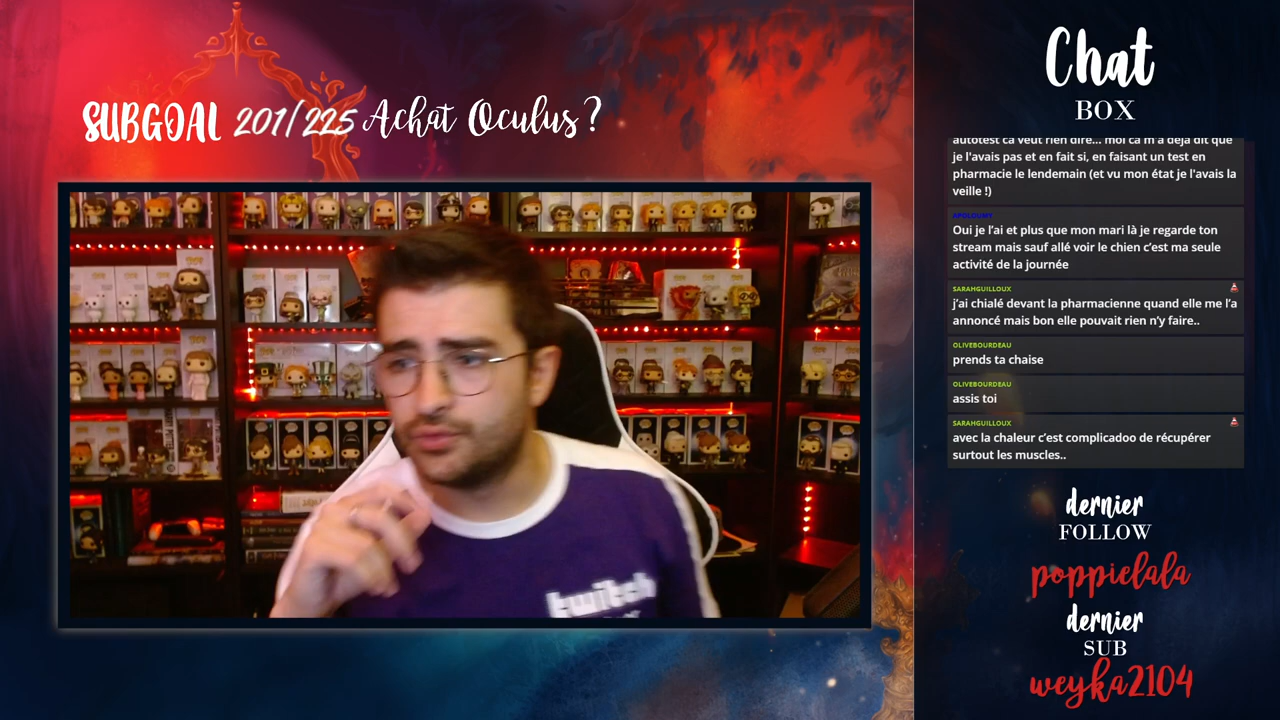 SUBGOAL 201/225 Achat Oculus?
twitch
Chat
BOX
autotest ca veut rien dire... moi ca m'a deja dit que
je l'avais pas et en fait si, en faisant un test en
pharmacie le lendemain (et vu mon état je l'avais la
veille !)
Oui je l'ai et plus que mon mari là je regarde ton
stream mais sauf allé voir le chien c'est ma seule
activité de la journée
SARAHGUILLOUX
j'ai chialé devant la pharmacienne quand elle me l'a
annoncé mais bon elle pouvait rien n'y faire..
OLIVEBOURDEAU
prends ta chaise
OLIVEBOURDEAU
assis toi
SARAHGUILLOUX
avec la chaleur c'est complicadoo de récupérer
surtout les muscles..
dernier
FOLLOW
poppielala
dernier
SUB
weyka2104